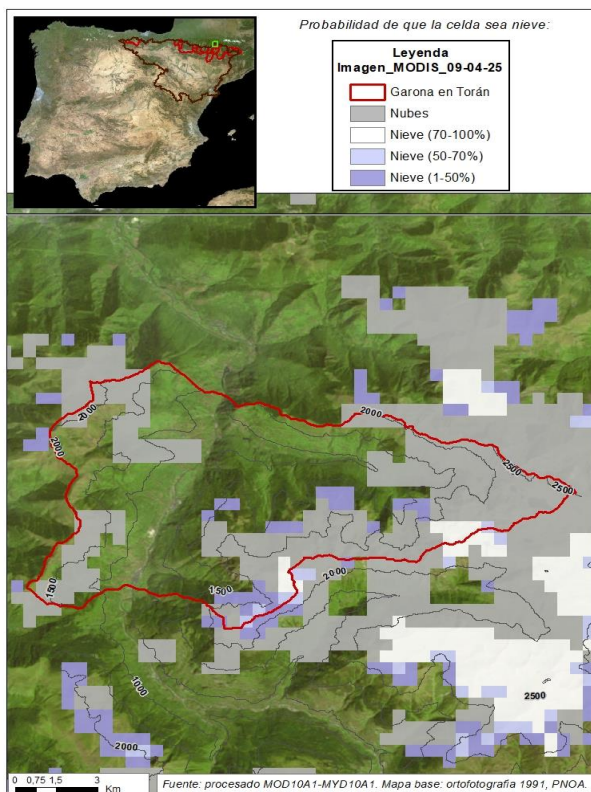 Probabilidad de que la celda sea nieve:
Leyenda
Imagen_MODIS_09-04-25
Garona en Torán
Nubes
Nieve (70-100%)
Nieve (50-70%)
Nieve (1-50%)
2000
2000
2000
2500
2500
1500
1500
2000
1000
2500
2000
0 0,75 1,5 3
Km
Fuente: procesado MOD10A1-MYD10A1. Mapa base: ortofotografia 1991, PNOA.